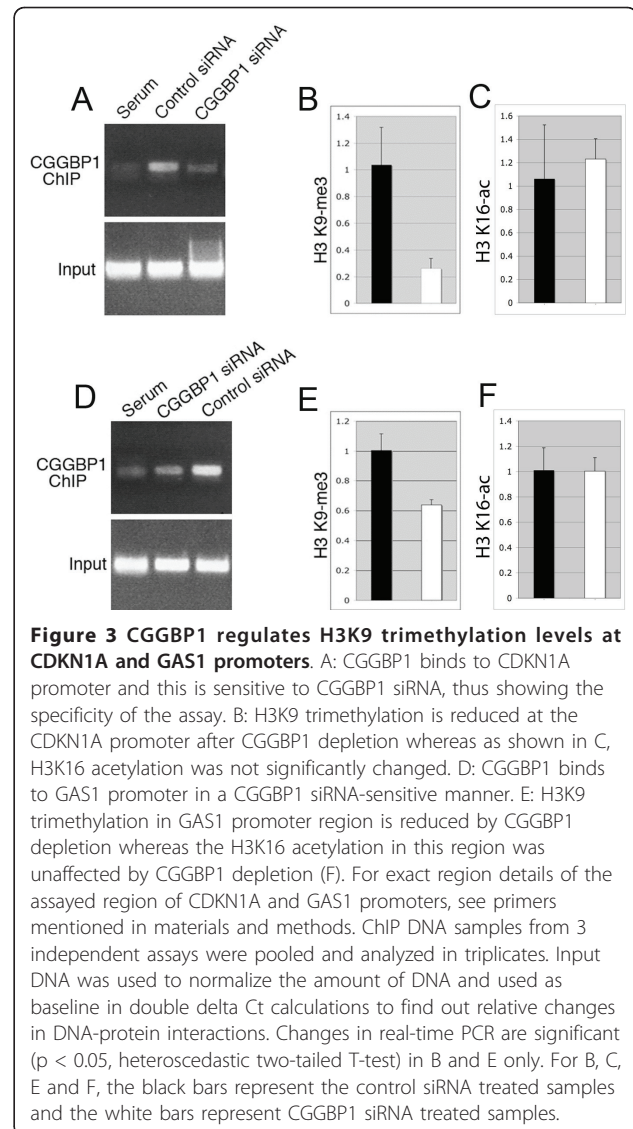 A
Serum
Control siRNA
CGGBP1 siRNA
CGGBP1
ChIP
Input
B
1.4
1.2
1
0.8
0.6
0.4
0.2
0
H3 K9-me3
C
1.6
1.4
1.2
1
0.8
0.6
0.4
0.2
0
H3 K16-ac
D
Serum
CGGBP1 siRNA
Control siRNA
CGGBP1
ChIP
Input
E
1.2
1
0.8
0.6
0.4
0.2
0
H3 K9-me3
F
1.4
1.2
1
0.8
0.6
0.4
0.2
0
H3 K16-ac
Figure 3 CGGBP1 regulates H3K9 trimethylation levels at
CDKN1A and GAS1 promoters. A: CGGBP1 binds to CDKN1A
promoter and this is sensitive to CGGBP1 siRNA, thus showing the
specificity of the assay. B: H3K9 trimethylation is reduced at the
CDKN1A promoter after CGGBP1 depletion whereas as shown in C,
H3K16 acetylation was not significantly changed. D: CGGBP1 binds
to GAS1 promoter in a CGGBP1 siRNA-sensitive manner. E: H3K9
trimethylation in GAS1 promoter region is reduced by CGGBP1
depletion whereas the H3K16 acetylation in this region was
unaffected by CGGBP1 depletion (F). For exact region details of the
assayed region of CDKN1A and GAS1 promoters, see primers
mentioned in materials and methods. ChIP DNA samples from 3
independent assays were pooled and analyzed in triplicates. Input
DNA was used to normalize the amount of DNA and used as
baseline in double delta Ct calculations to find out relative changes
in DNA-protein interactions. Changes in real-time PCR are significant
(p < 0.05, heteroscedastic two-tailed T-test) in B and E only. For B, C,
E and F, the black bars represent the control siRNA treated samples
and the white bars represent CGGBP1 siRNA treated samples.